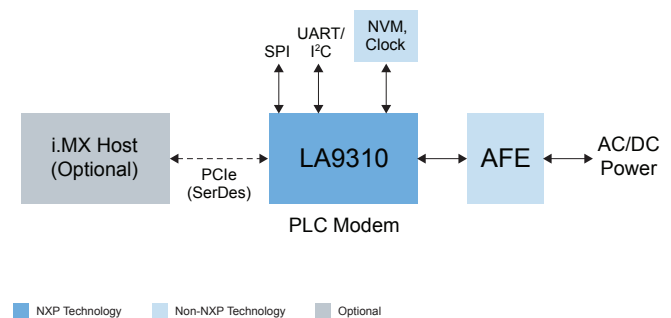 SPI
UART/
I²C
NVM,
Clock
i.MX Host
(Optional)
PCIe
(SerDes)
LA9310
AFE
AC/DC
Power
PLC Modem
NXP Technology
Non-NXP Technology
Optional